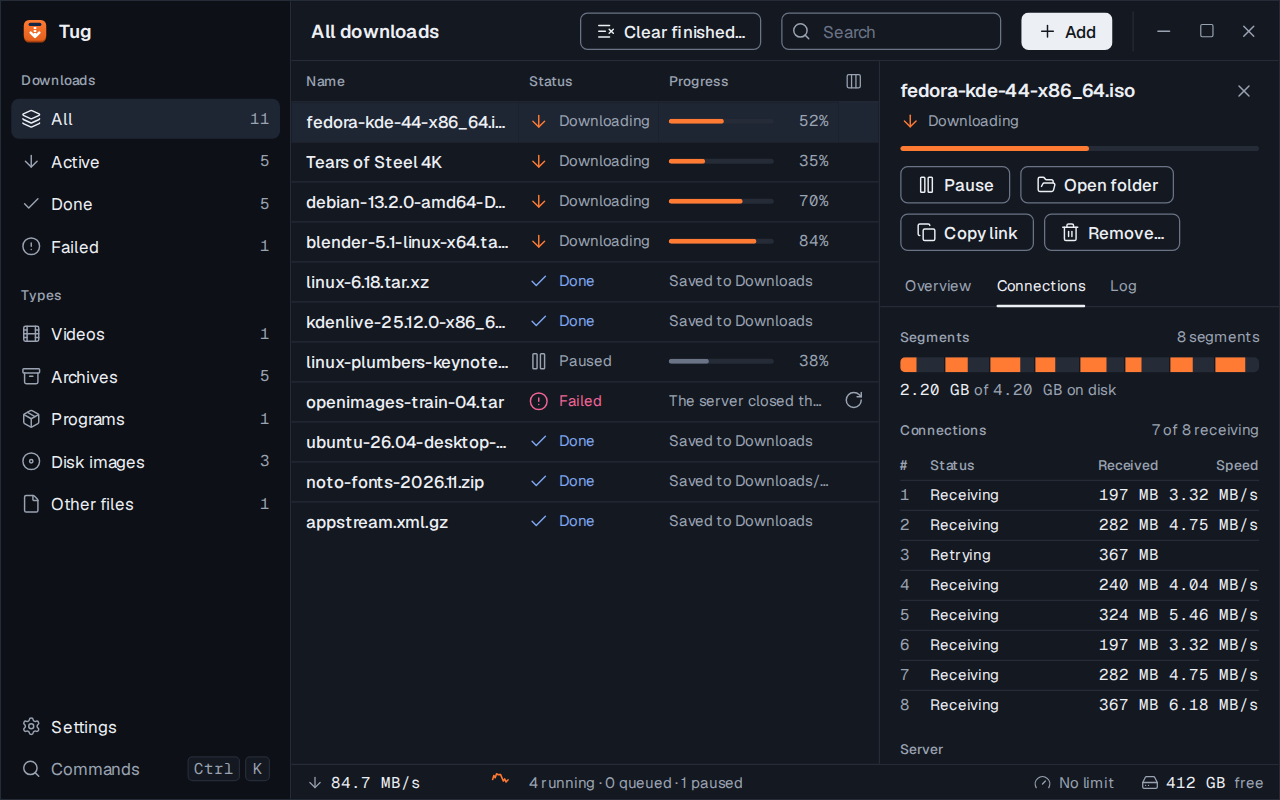 Tug
Downloads
All 11
Active 5
Done 5
Failed 1
Types
Videos 1
Archives 5
Programs 1
Disk images 3
Other files 1
Settings
Commands Ctrl K
All downloads
Clear finished…
Search
Add
Name Status Progress
fedora-kde-44-x86_64.i… Downloading 52%
Tears of Steel 4K Downloading 35%
debian-13.2.0-amd64-D… Downloading 70%
blender-5.1-linux-x64.ta… Downloading 84%
linux-6.18.tar.xz Done Saved to Downloads
kdenlive-25.12.0-x86_6… Done Saved to Downloads
linux-plumbers-keynote… Paused 38%
openimages-train-04.tar Failed The server closed th…
ubuntu-26.04-desktop-… Done Saved to Downloads
noto-fonts-2026.11.zip Done Saved to Downloads/…
appstream.xml.gz Done Saved to Downloads
fedora-kde-44-x86_64.iso
Downloading
Pause Open folder
Copy link Remove…
Overview Connections Log
Segments 8 segments
2.20 GB of 4.20 GB on disk
Connections 7 of 8 receiving
# Status Received Speed
1 Receiving 197 MB 3.32 MB/s
2 Receiving 282 MB 4.75 MB/s
3 Retrying 367 MB
4 Receiving 240 MB 4.04 MB/s
5 Receiving 324 MB 5.46 MB/s
6 Receiving 197 MB 3.32 MB/s
7 Receiving 282 MB 4.75 MB/s
8 Receiving 367 MB 6.18 MB/s
Server
84.7 MB/s 4 running · 0 queued · 1 paused No limit 412 GB free